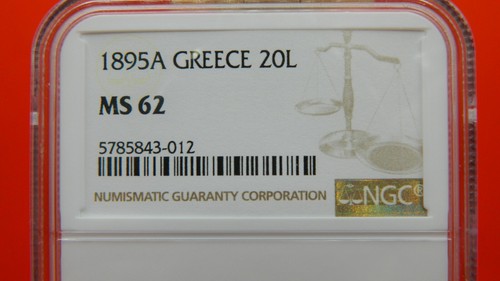 1895A GREECE 20L
MS 62
5785843-012
NUMISMATIC GUARANTY CORPORATION NGC®